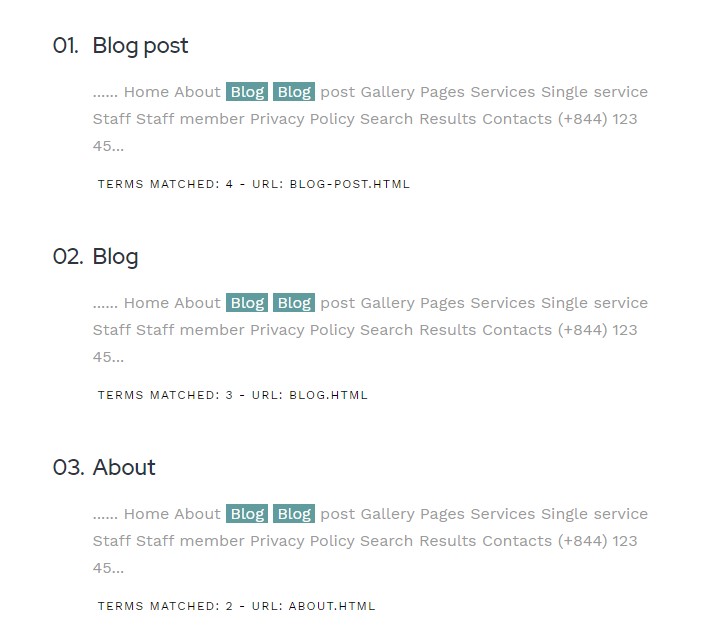 01. Blog post
...... Home About Blog Blog post Gallery Pages Services Single service
Staff Staff member Privacy Policy Search Results Contacts (+844) 123
45...
TERMS MATCHED: 4 - URL: BLOG-POST.HTML
02. Blog
...... Home About Blog Blog post Gallery Pages Services Single service
Staff Staff member Privacy Policy Search Results Contacts (+844) 123
45...
TERMS MATCHED: 3 - URL: BLOG.HTML
03. About
...... Home About Blog Blog post Gallery Pages Services Single service
Staff Staff member Privacy Policy Search Results Contacts (+844) 123
45...
TERMS MATCHED: 2 - URL: ABOUT.HTML